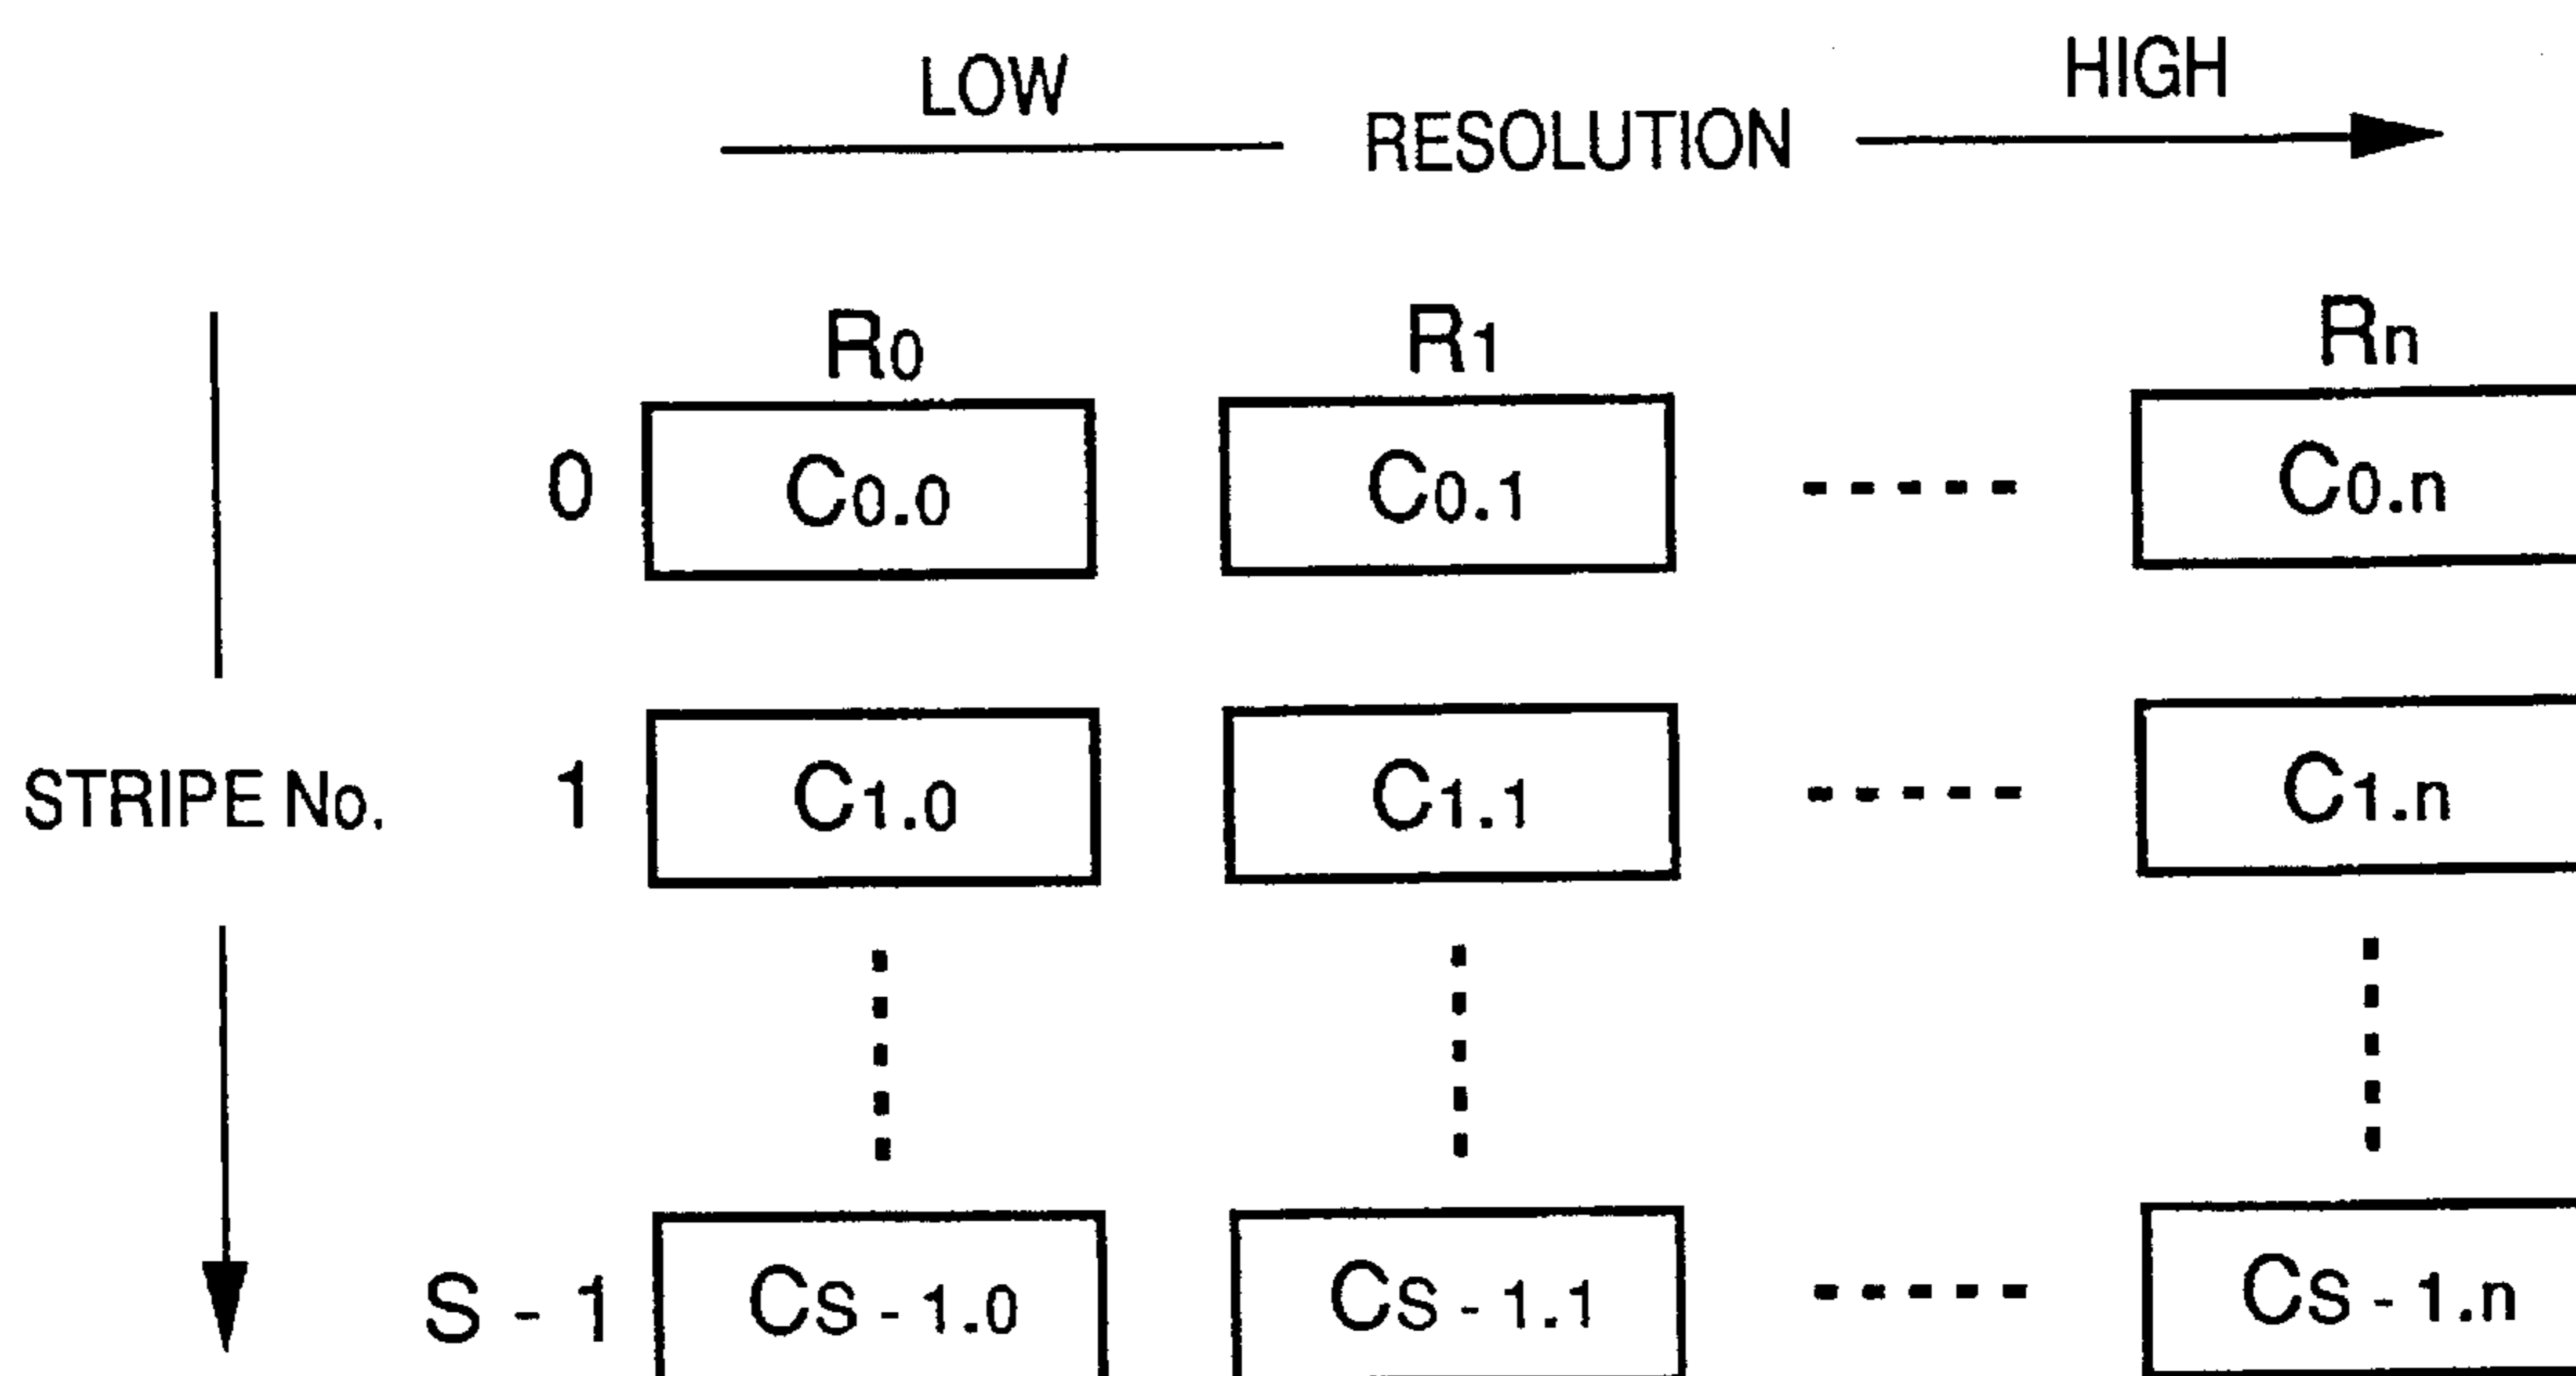 LOW RESOLUTION HIGH
R0 R1 Rn
0 C0.0 C0.1 C0.n
STRIPE No. 1 C1.0 C1.1 C1.n
S - 1 CS - 1.0 CS - 1.1 CS - 1.n